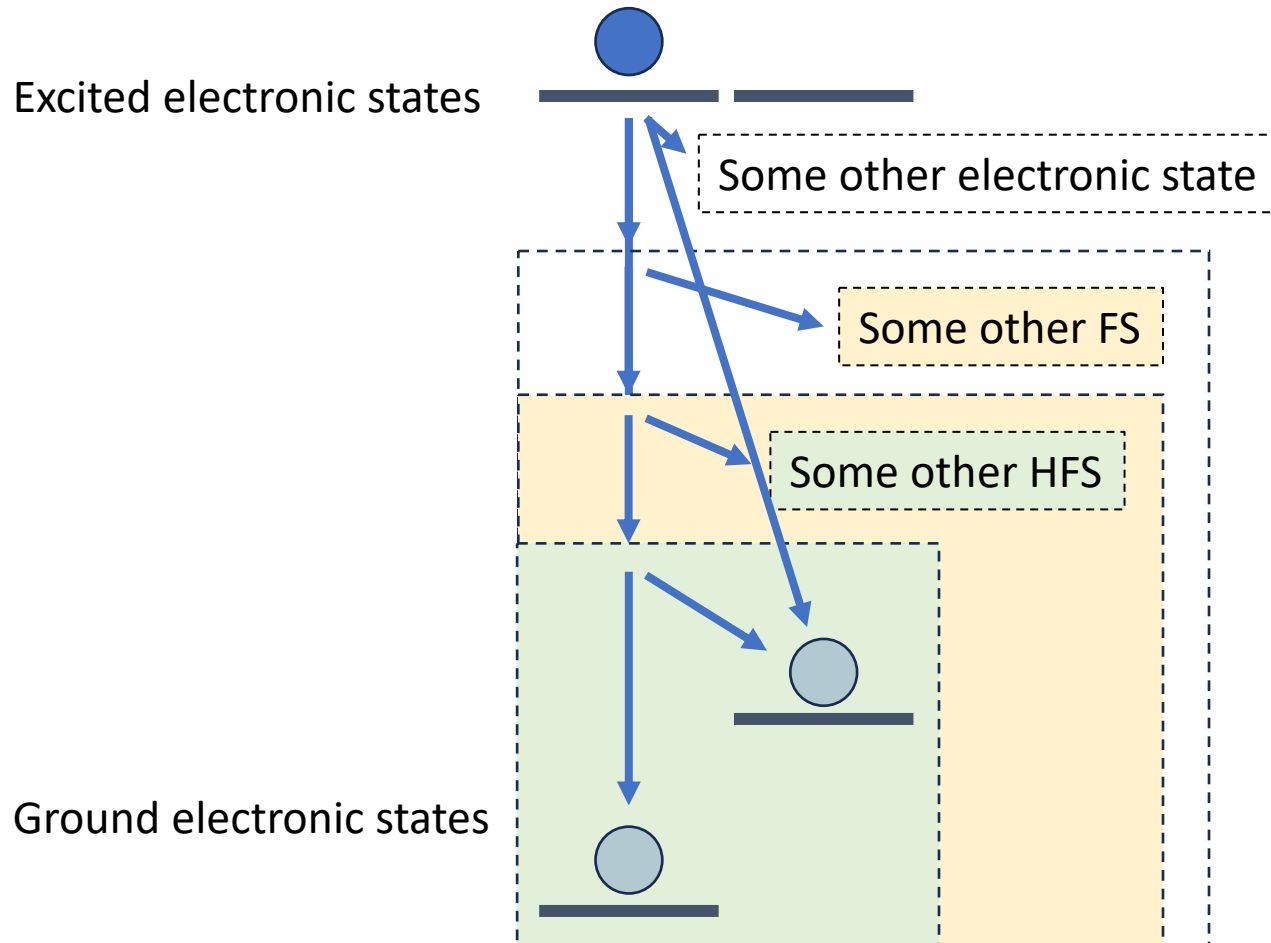 Excited electronic states
Some other electronic state
Some other FS
Some other HFS
Ground electronic states